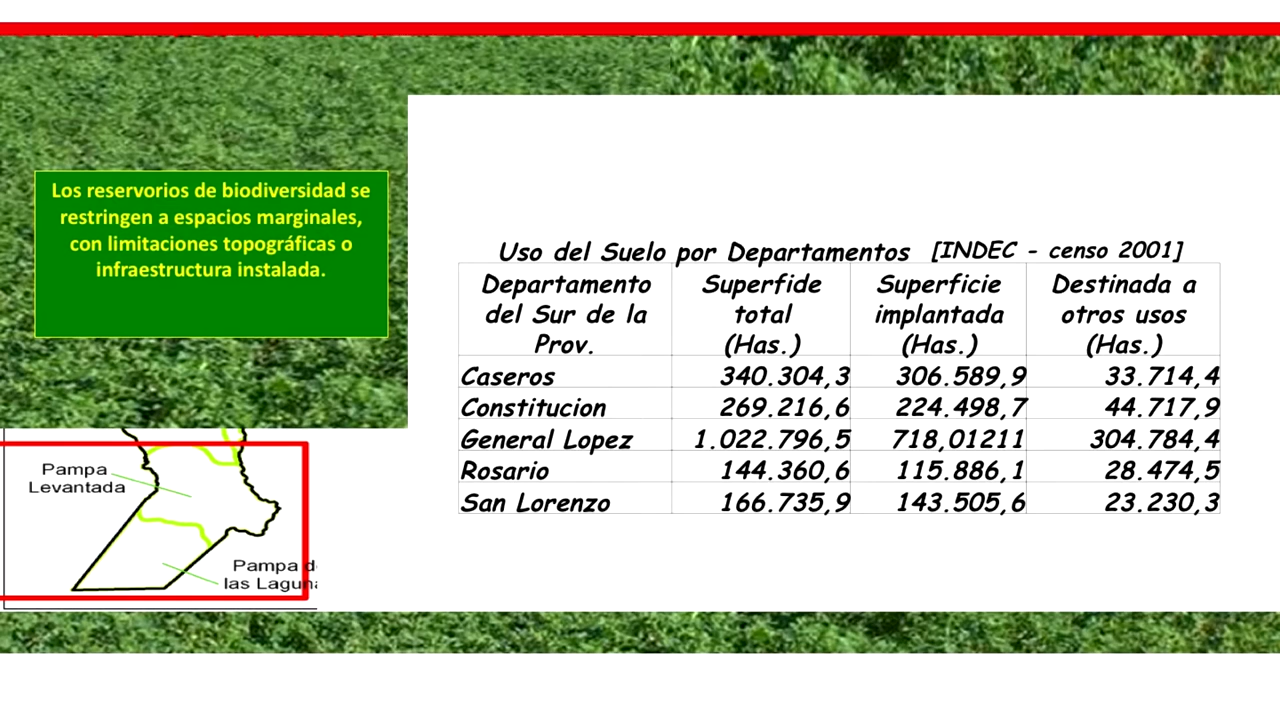 Los reservorios de biodiversidad se
restringen a espacios marginales,
con limitaciones topográficas o
infraestructura instalada.
Pampa
Levantada
Pampa d
las Laguna
Uso del Suelo por Departamentos [INDEC - censo 2001]
Departamento del Sur de la Prov. Superfide total (Has.) Superficie implantada (Has.) Destinada a otros usos (Has.)
Caseros 340.304,3 306.589,9 33.714,4
Constitucion 269.216,6 224.498,7 44.717,9
General Lopez 1.022.796,5 718,01211 304.784,4
Rosario 144.360,6 115.886,1 28.474,5
San Lorenzo 166.735,9 143.505,6 23.230,3